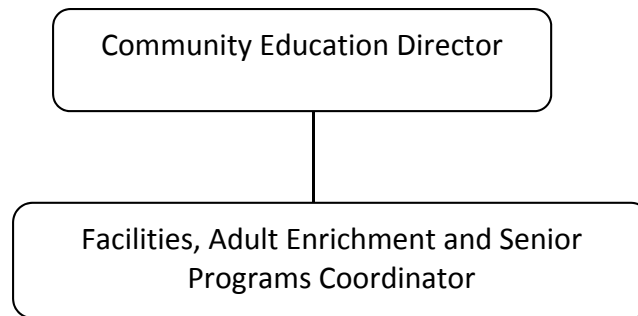 Community Education Director
Facilities, Adult Enrichment and Senior
Programs Coordinator